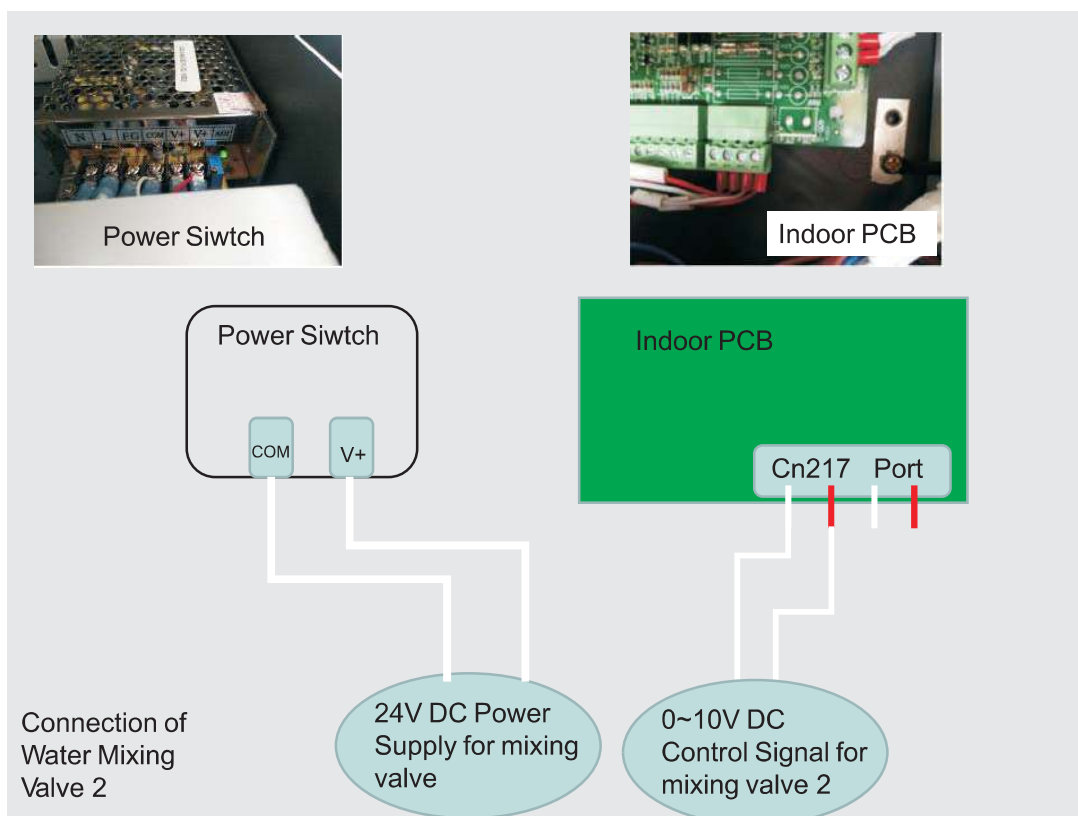 N L FG COM V+ V+ ADJ
Power Siwtch
Indoor PCB
Power Siwtch
COM
V+
Indoor PCB
Cn217 Port
24V DC Power
Supply for mixing
valve
0~10V DC
Control Signal for
mixing valve 2
Connection of
Water Mixing
Valve 2